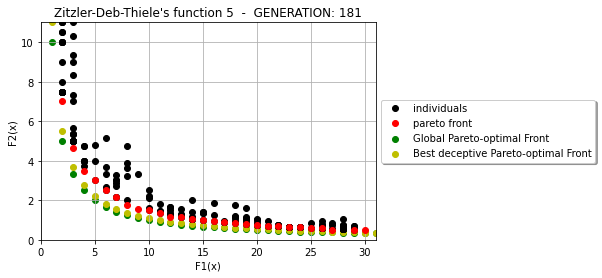 Zitzler-Deb-Thiele's function 5  -  GENERATION: 181
10
8
6
4
2
0
F2(x)
0 5 10 15 20 25 30
F1(x)
individuals
pareto front
Global Pareto-optimal Front
Best deceptive Pareto-optimal Front